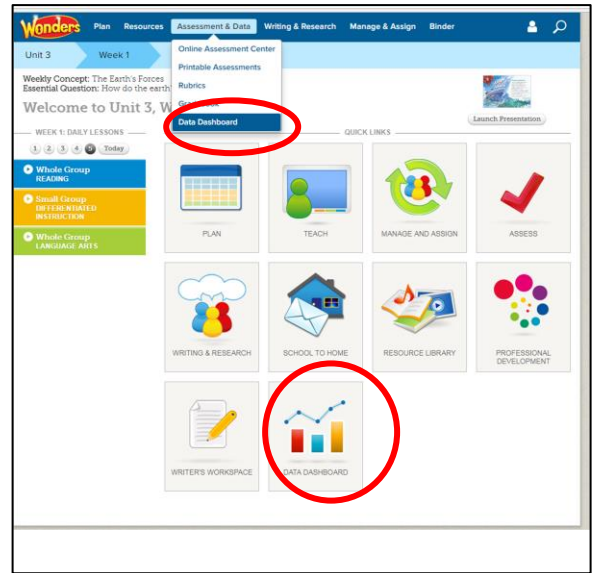 Wonders Plan Resources Assessment & Data Writing & Research Manage & Assign Binder
Unit 3 Week 1
Online Assessment Center
Printable Assessments
Rubrics
Data Dashboard
Weekly Concept: The Earth's Forces
Essential Question: How do the earth
Welcome to Unit 3, W
Launch Presentation
WEEK 1: DAILY LESSONS
QUICK LINKS
1 2 3 4 5 Today
Whole Group
READING
Small Group
DIFFERENTIATED
INSTRUCTION
Whole Group
LANGUAGE ARTS
PLAN
TEACH
MANAGE AND ASSIGN
ASSESS
WRITING & RESEARCH
SCHOOL TO HOME
RESOURCE LIBRARY
PROFESSIONAL
DEVELOPMENT
WRITER'S WORKSPACE
DATA DASHBOARD